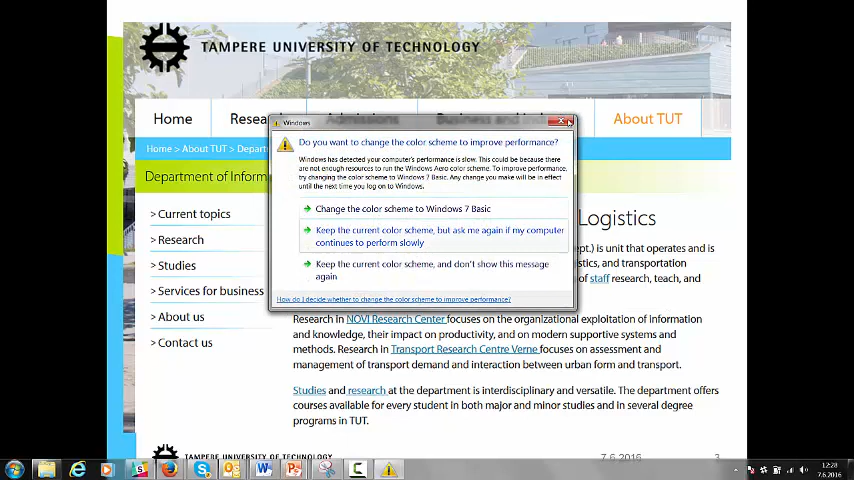 TAMPERE UNIVERSITY OF TECHNOLOGY
Home
Admissions
About TUT
Windows
Home > About TUT >
Do you want to change the color scheme to improve performance?
Windows has detected your computer's performance is slow. This could be because there
are not enough resources to run the Windows Aero color scheme. To improve performance,
try changing the color scheme to Windows 7 Basic. Any change you make will be in effect
until the next time you log on to Windows.
Department of
Change the color scheme to Windows 7 Basic
Keep the current color scheme, but ask me again if my computer
continues to perform slowly
Keep the current color scheme, and don't show this message
again
How do I decide whether to change the color scheme to improve performance?
> Current topics
> Research
> Studies
> Services for business
> About us
> Contact us
Logistics
is unit that operates and is
transportation
of staff research, teach, and
Research in NOVI Research Center focuses on the organizational exploitation of information
and knowledge, their impact on productivity, and on modern supportive systems and
methods. Research in Transport Research Centre Verne focuses on assessment and
management of transport demand and interaction between urban form and transport.
Studies and research at the department is interdisciplinary and versatile. The department offers
courses available for every student in both major and minor studies and in several degree
programs in TUT.
7.6.2016
3
12:28
7.6.2016